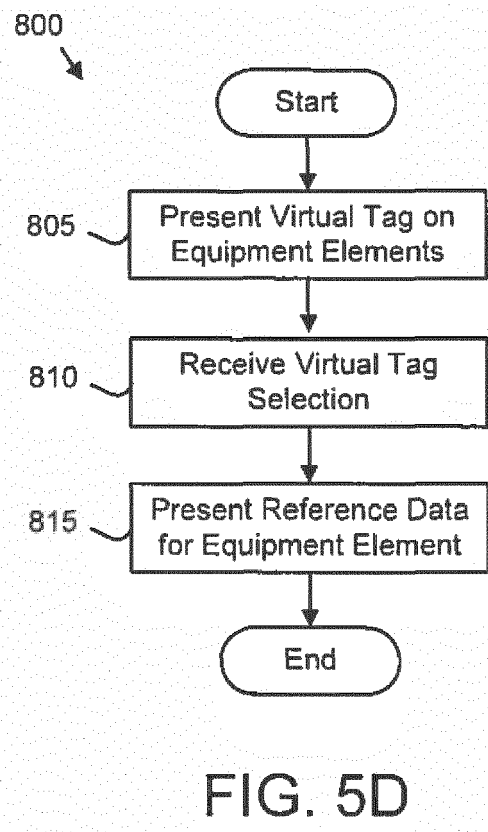 800
Start
805
Present Virtual Tag on
Equipment Elements
810
Receive Virtual Tag
Selection
815
Present Reference Data
for Equipment Element
End
FIG. 5D